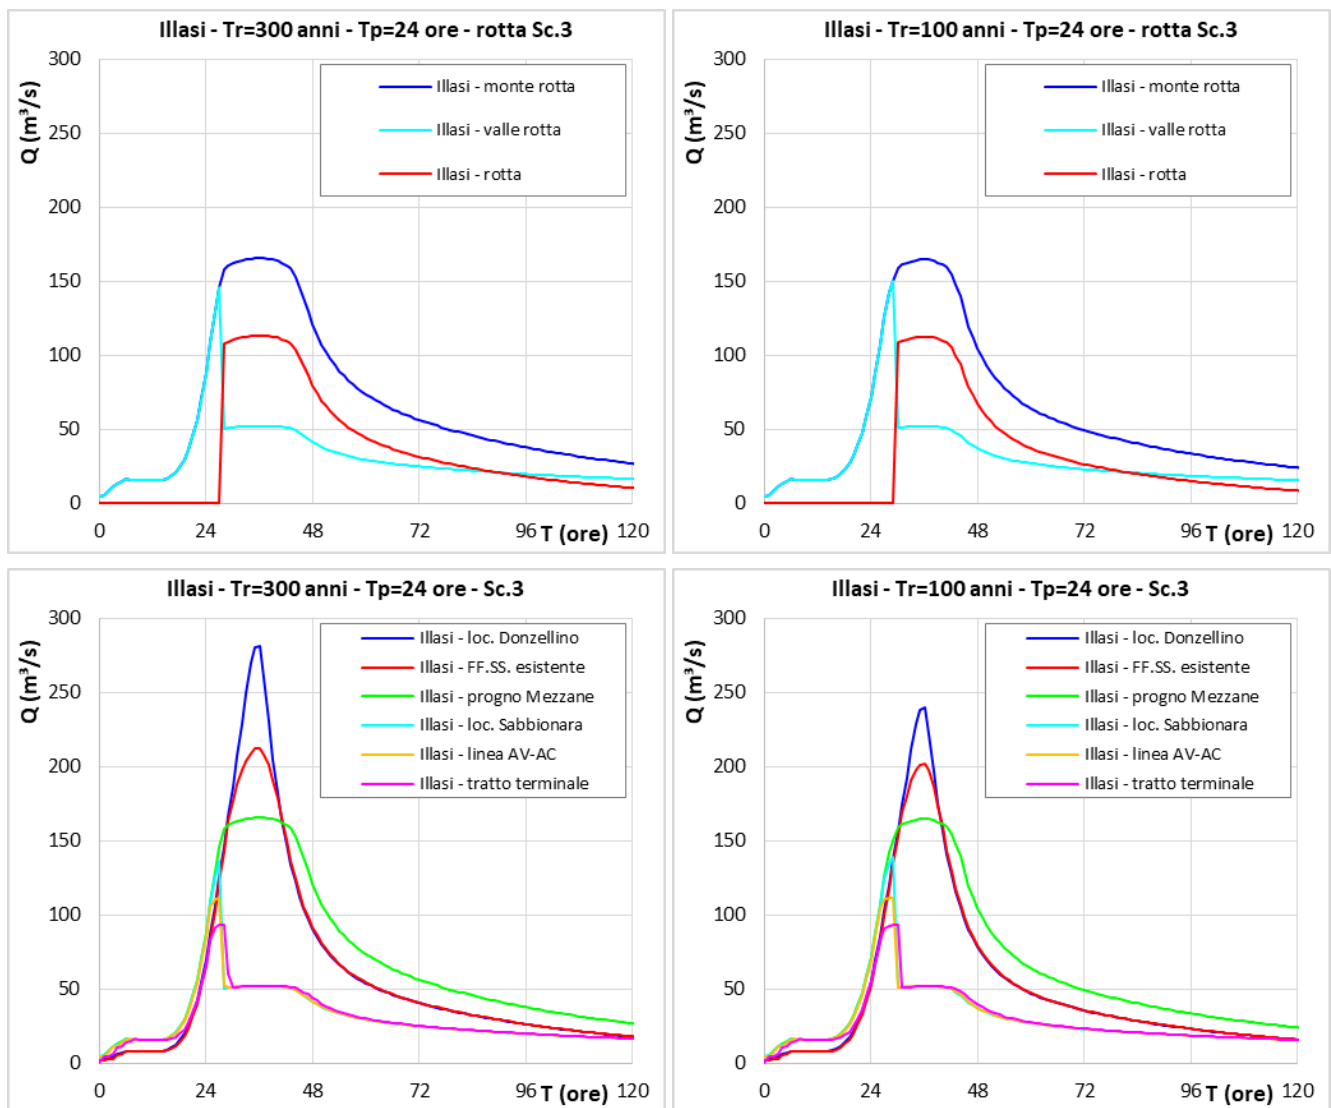 Illasi - Tr=300 anni - Tp=24 ore - rotta Sc.3
300
250
200
150
100
50
0
Q (m³/s)
Illasi - monte rotta
Illasi - valle rotta
Illasi - rotta
0 24 48 72 96 T (ore) 120
Illasi - Tr=100 anni - Tp=24 ore - rotta Sc.3
300
250
200
150
100
50
0
Q (m³/s)
Illasi - monte rotta
Illasi - valle rotta
Illasi - rotta
0 24 48 72 96 T (ore) 120
Illasi - Tr=300 anni - Tp=24 ore - Sc.3
300
250
200
150
100
50
0
Q (m³/s)
Illasi - loc. Donzellino
Illasi - FF.SS. esistente
Illasi - progno Mezzane
Illasi - loc. Sabbionara
Illasi - linea AV-AC
Illasi - tratto terminale
0 24 48 72 96 T (ore) 120
Illasi - Tr=100 anni - Tp=24 ore - Sc.3
300
250
200
150
100
50
0
Q (m³/s)
Illasi - loc. Donzellino
Illasi - FF.SS. esistente
Illasi - progno Mezzane
Illasi - loc. Sabbionara
Illasi - linea AV-AC
Illasi - tratto terminale
0 24 48 72 96 T (ore) 120